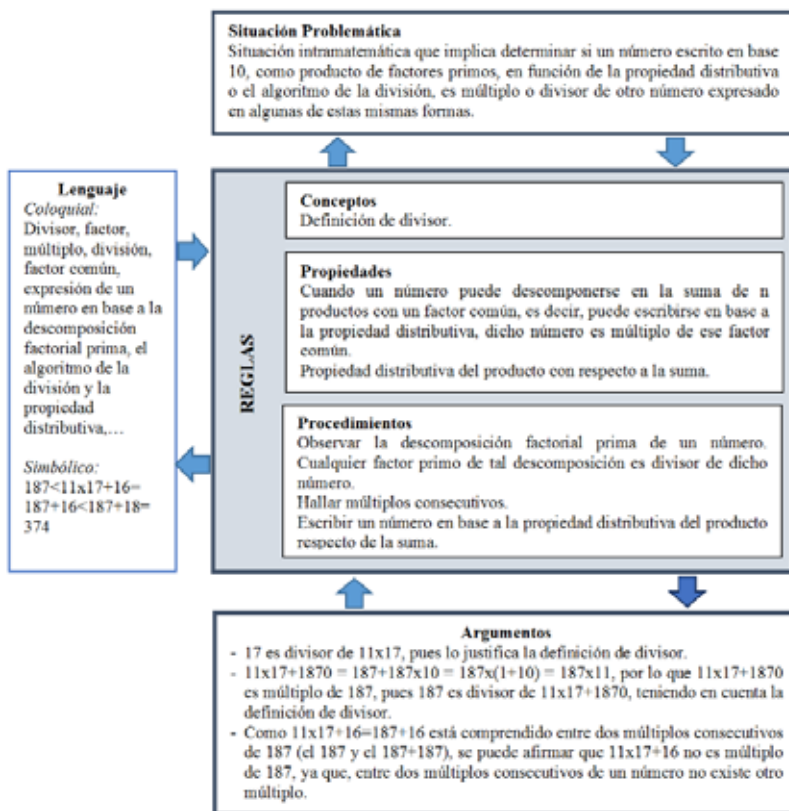 Situación Problemática
Situación intramatemática que implica determinar si un número escrito en base
10, como producto de factores primos, en función de la propiedad distributiva
o el algoritmo de la división, es múltiplo o divisor de otro número expresado
en algunas de estas mismas formas.
Lenguaje
Coloquial:
Divisor, factor,
múltiplo, división,
factor común,
expresión de un
número en base a la
descomposición
factorial prima, el
algoritmo de la
división y la
propiedad
distributiva,...
Simbólico:
187<11x17+16=
187+16<187+18=
374
REGLAS
Conceptos
Definición de divisor.
Propiedades
Cuando un número puede descomponerse en la suma de n
productos con un factor común, es decir, puede escribirse en base a
la propiedad distributiva, dicho número es múltiplo de ese factor
común.
Propiedad distributiva del producto con respecto a la suma.
Procedimientos
Observar la descomposición factorial prima de un número.
Cualquier factor primo de tal descomposición es divisor de dicho
número.
Hallar múltiplos consecutivos.
Escribir un número en base a la propiedad distributiva del producto
respecto de la suma.
Argumentos
- 17 es divisor de 11x17, pues lo justifica la definición de divisor.
- 11x17+1870 = 187+187x10 = 187x(1+10) = 187x11, por lo que 11x17+1870
es múltiplo de 187, pues 187 es divisor de 11x17+1870, teniendo en cuenta la
definición de divisor.
- Como 11x17+16=187+16 está comprendido entre dos múltiplos consecutivos
de 187 (el 187 y el 187+187), se puede afirmar que 11x17+16 no es múltiplo
de 187, ya que, entre dos múltiplos consecutivos de un número no existe otro
múltiplo.